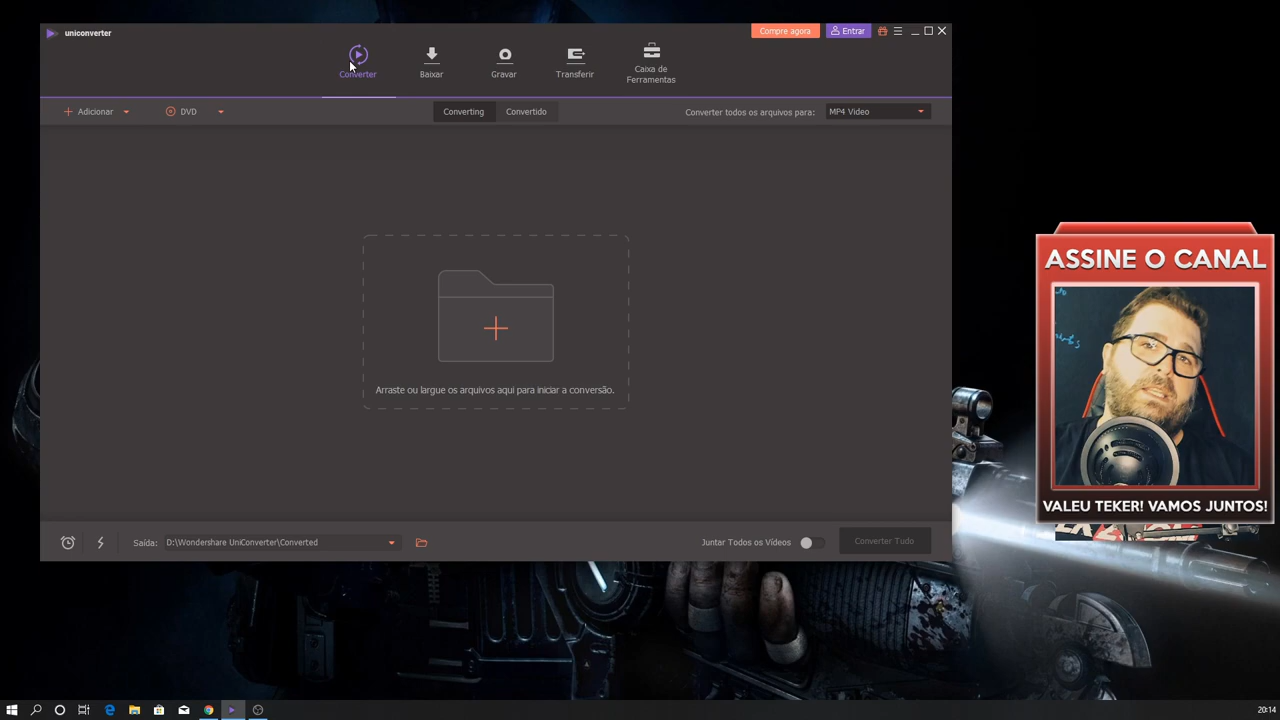 uniconverter
Compre agora
Entrar
Converter
Baixar
Gravar
Transferir
Caixa de
Ferramentas
Adicionar
DVD
Converting
Convertido
Converter todos os arquivos para:
MP4 Video
Arraste ou largue os arquivos aqui para iniciar a conversão.
Saída:
D:\Wondershare UniConverter\Converted
Juntar Todos os Vídeos
Converter Tudo
ASSINE O CANAL
VALEU TEKER! VAMOS JUNTOS!
20:14